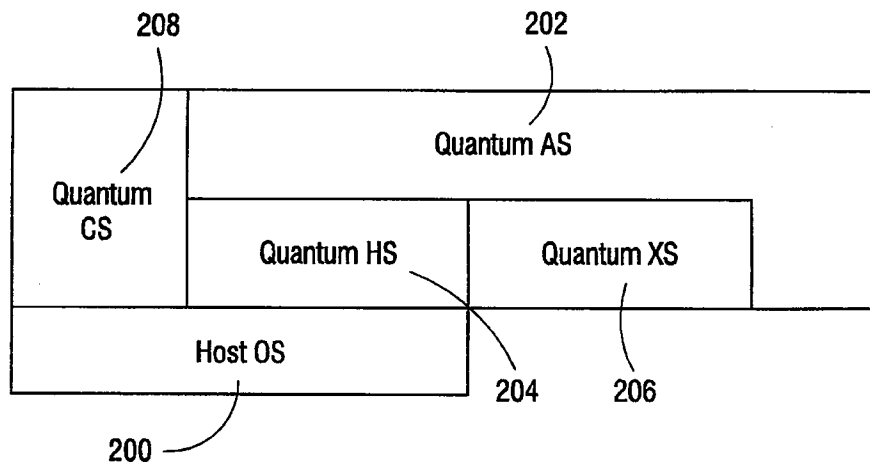 208
202
Quantum AS
Quantum
CS
Quantum HS
Quantum XS
Host OS
204
206
200